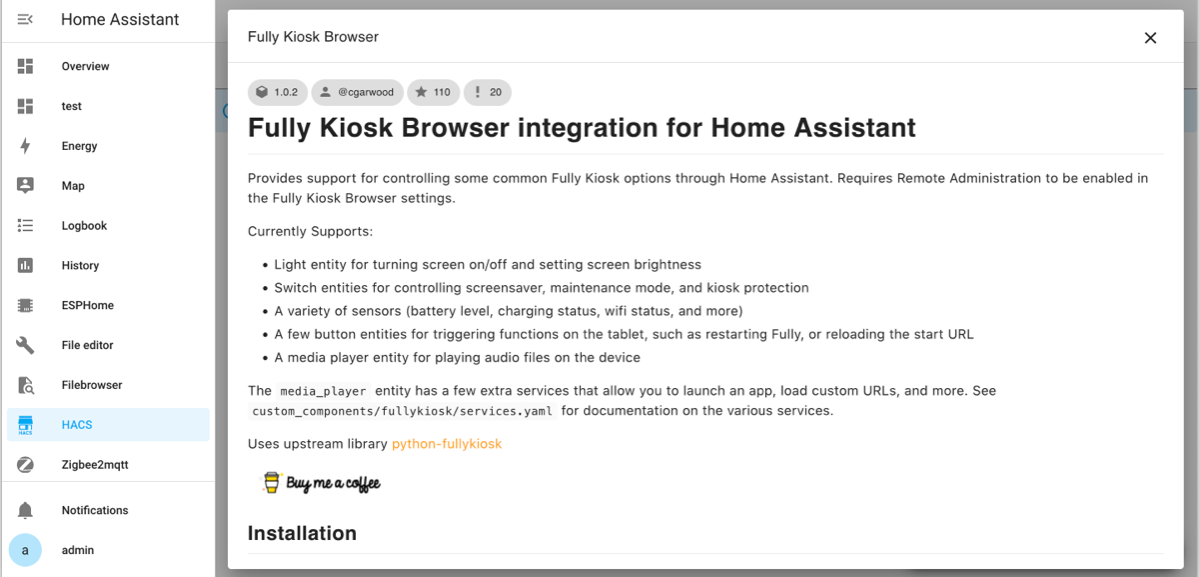 Home Assistant
Overview
test
Energy
Map
Logbook
History
ESPHome
File editor
Filebrowser
HACS
HACS
Zigbee2mqtt
Notifications
a
admin
Fully Kiosk Browser
1.0.2 @cgarwood 110 20
Fully Kiosk Browser integration for Home Assistant
Provides support for controlling some common Fully Kiosk options through Home Assistant. Requires Remote Administration to be enabled in
the Fully Kiosk Browser settings.
Currently Supports:
• Light entity for turning screen on/off and setting screen brightness
• Switch entities for controlling screensaver, maintenance mode, and kiosk protection
• A variety of sensors (battery level, charging status, wifi status, and more)
• A few button entities for triggering functions on the tablet, such as restarting Fully, or reloading the start URL
• A media player entity for playing audio files on the device
The media_player entity has a few extra services that allow you to launch an app, load custom URLs, and more. See
custom_components/fullykiosk/services.yaml for documentation on the various services.
Uses upstream library python-fullykiosk
Buy me a coffee
Installation